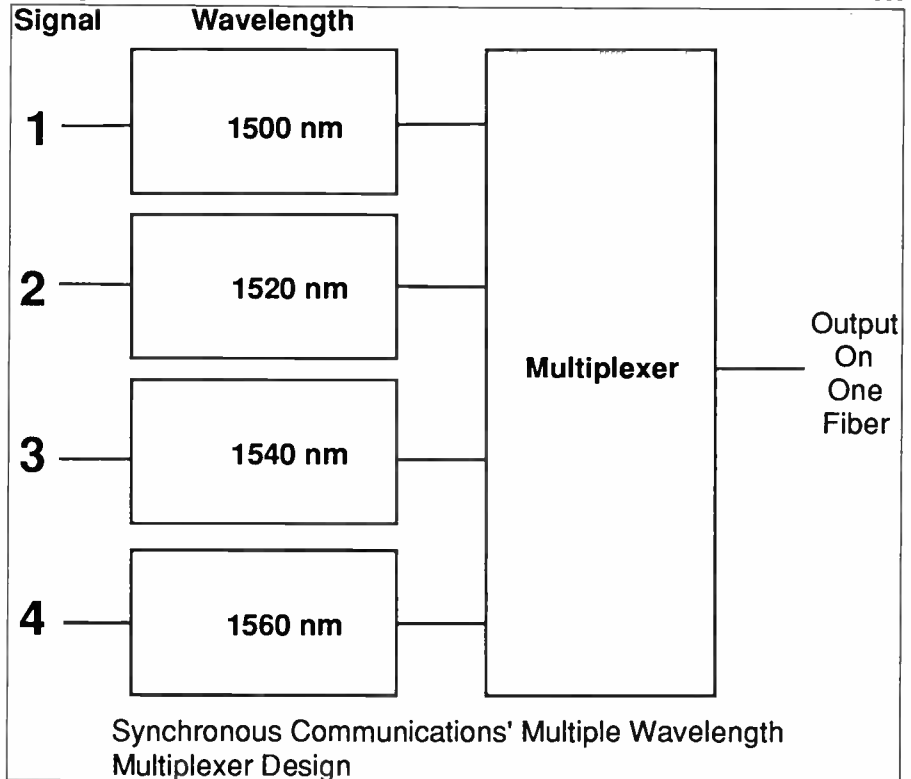 Signal Wavelength
1 1500 nm
2 1520 nm
3 1540 nm
4 1560 nm
Multiplexer
Output
On
One
Fiber
Synchronous Communications' Multiple Wavelength
Multiplexer Design